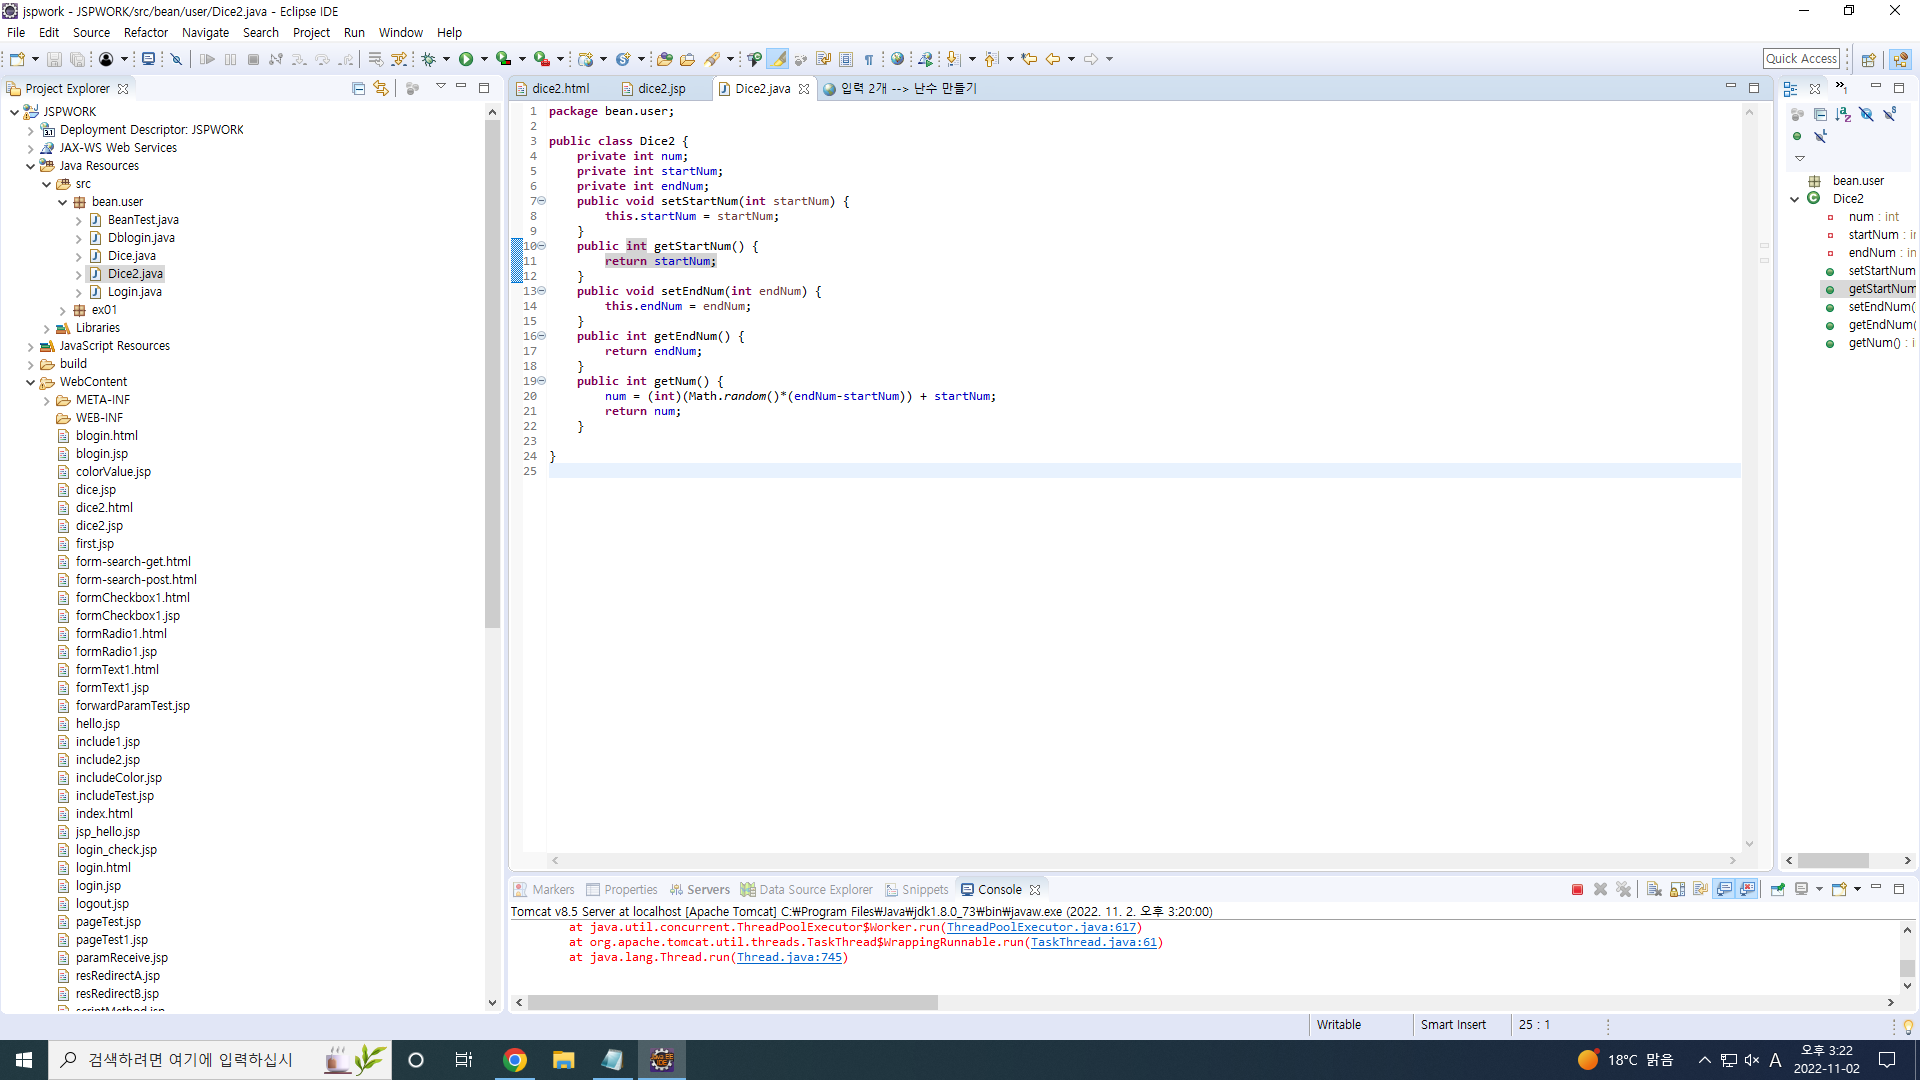 jspwork - JSPWORK/src/bean/user/Dice2.java - Eclipse IDE
File Edit Source Refactor Navigate Search Project Run Window Help
Quick Access
Project Explorer
JSPWORK
Deployment Descriptor: JSPWORK
JAX-WS Web Services
Java Resources
src
bean.user
BeanTest.java
Dblogin.java
Dice.java
Dice2.java
Login.java
ex01
Libraries
JavaScript Resources
build
WebContent
META-INF
WEB-INF
blogin.html
blogin.jsp
colorValue.jsp
dice.jsp
dice2.html
dice2.jsp
first.jsp
form-search-get.html
form-search-post.html
formCheckbox1.html
formCheckbox1.jsp
formRadio1.html
formRadio1.jsp
formText1.html
formText1.jsp
forwardParamTest.jsp
hello.jsp
include1.jsp
include2.jsp
includeColor.jsp
includeTest.jsp
index.html
jsp_hello.jsp
login_check.jsp
login.html
login.jsp
logout.jsp
pageTest.jsp
pageTest1.jsp
paramReceive.jsp
resRedirectA.jsp
resRedirectB.jsp
scriptMethod.jsp
dice2.html dice2.jsp Dice2.java 입력 2개 --> 난수 만들기
1 package bean.user;
2
3 public class Dice2 {
4 private int num;
5 private int startNum;
6 private int endNum;
7 public void setStartNum(int startNum) {
8 this.startNum = startNum;
9 }
10 public int getStartNum() {
11 return startNum;
12 }
13 public void setEndNum(int endNum) {
14 this.endNum = endNum;
15 }
16 public int getEndNum() {
17 return endNum;
18 }
19 public int getNum() {
20 num = (int)(Math.random()*(endNum-startNum)) + startNum;
21 return num;
22 }
23
24 }
25
bean.user
Dice2
num : int
startNum : in
endNum : in
setStartNum
getStartNum
setEndNum(
getEndNum(
getNum() : i
Markers Properties Servers Data Source Explorer Snippets Console
Tomcat v8.5 Server at localhost [Apache Tomcat] C:₩Program Files₩Java₩jdk1.8.0_73₩bin₩javaw.exe (2022. 11. 2. 오후 3:20:00)
at java.util.concurrent.ThreadPoolExecutor$Worker.run(ThreadPoolExecutor.java:617)
at org.apache.tomcat.util.threads.TaskThread$WrappingRunnable.run(TaskThread.java:61)
at java.lang.Thread.run(Thread.java:745)
Writable Smart Insert 25 : 1
검색하려면 여기에 입력하십시
18°C 맑음 A 오후 3:22
2022-11-02